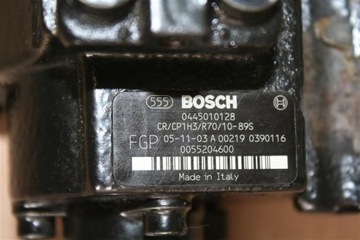 555 BOSCH
0445010128
CR/CP1H3/R70/10-89S
FGP 05-11-03 A 00219 0390116
0055204600
Made in Italy